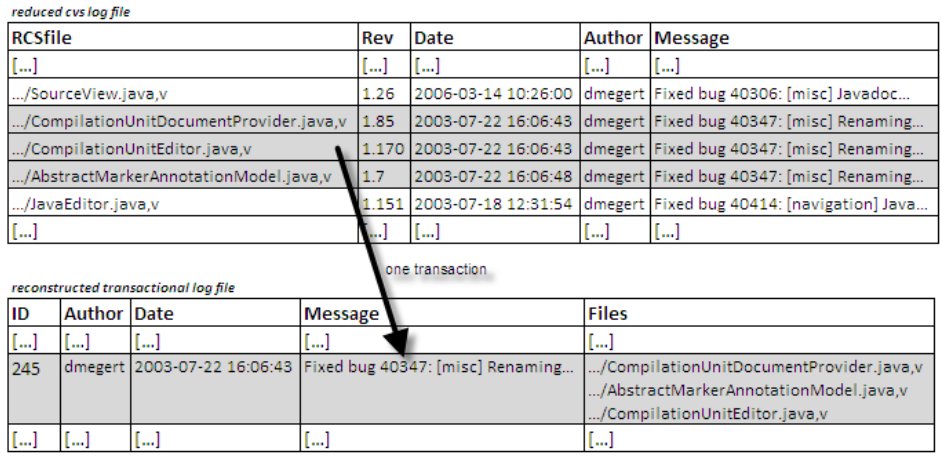 reduced cvs log file
RCSfile Rev Date Author Message
[...] [...] [...] [...] [...]
.../SourceView.java,v 1.26 2006-03-14 10:26:00 dmegert Fixed bug 40306: [misc] Javadoc...
.../CompilationUnitDocumentProvider.java,v 1.85 2003-07-22 16:06:43 dmegert Fixed bug 40347: [misc] Renaming...
.../CompilationUnitEditor.java,v 1.170 2003-07-22 16:06:43 dmegert Fixed bug 40347: [misc] Renaming...
.../AbstractMarkerAnnotationModel.java,v 1.7 2003-07-22 16:06:48 dmegert Fixed bug 40347: [misc] Renaming...
.../JavaEditor.java,v 1.151 2003-07-18 12:31:54 dmegert Fixed bug 40414: [navigation] Java...
[...] [...] [...] [...] [...]
one transaction
reconstructed transactional log file
ID Author Date Message Files
[...] [...] [...] [...] [...]
245 dmegert 2003-07-22 16:06:43 Fixed bug 40347: [misc] Renaming... .../CompilationUnitDocumentProvider.java,v
.../AbstractMarkerAnnotationModel.java,v
.../CompilationUnitEditor.java,v
[...] [...] [...] [...] [...]